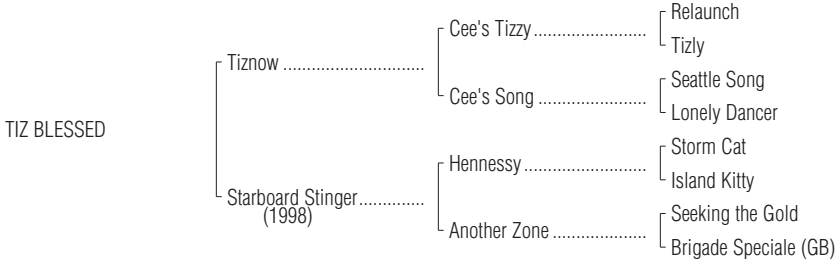 Relaunch
Cee's Tizzy........................
Tizly
Tiznow ..............................
Seattle Song
Cee's Song .......................
Lonely Dancer
TIZ BLESSED
Storm Cat
Hennessy..........................
Island Kitty
Starboard Stinger..............
(1998)
Seeking the Gold
Another Zone ....................
Brigade Speciale (GB)